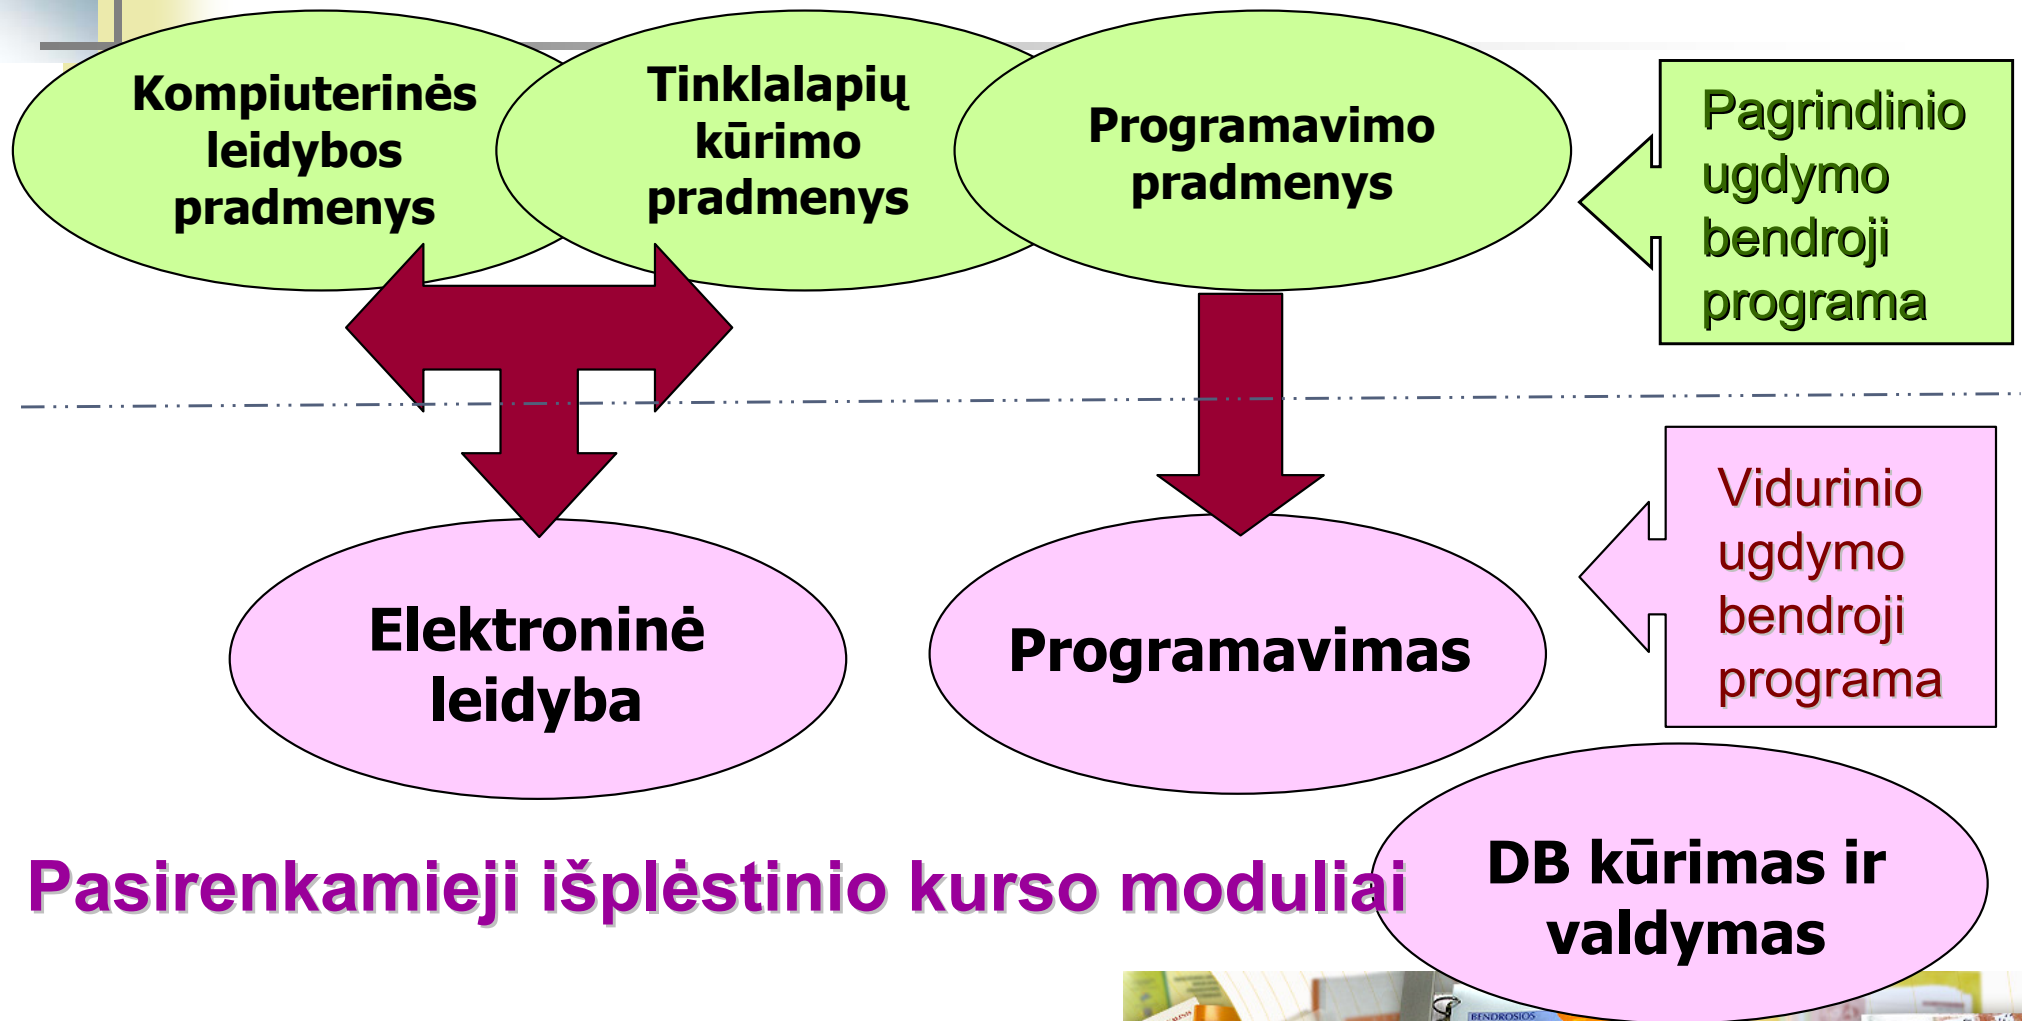 Kompiuterinės
leidybos
pradmenys
Tinklalapių
kūrimo
pradmenys
Programavimo
pradmenys
Pagrindinio
ugdymo
bendroji
programa
Elektroninė
leidyba
Programavimas
Vidurinio
ugdymo
bendroji
programa
Pasirenkamieji išplėstinio kurso moduliai
DB kūrimas ir
valdymas
BENDROSIOS